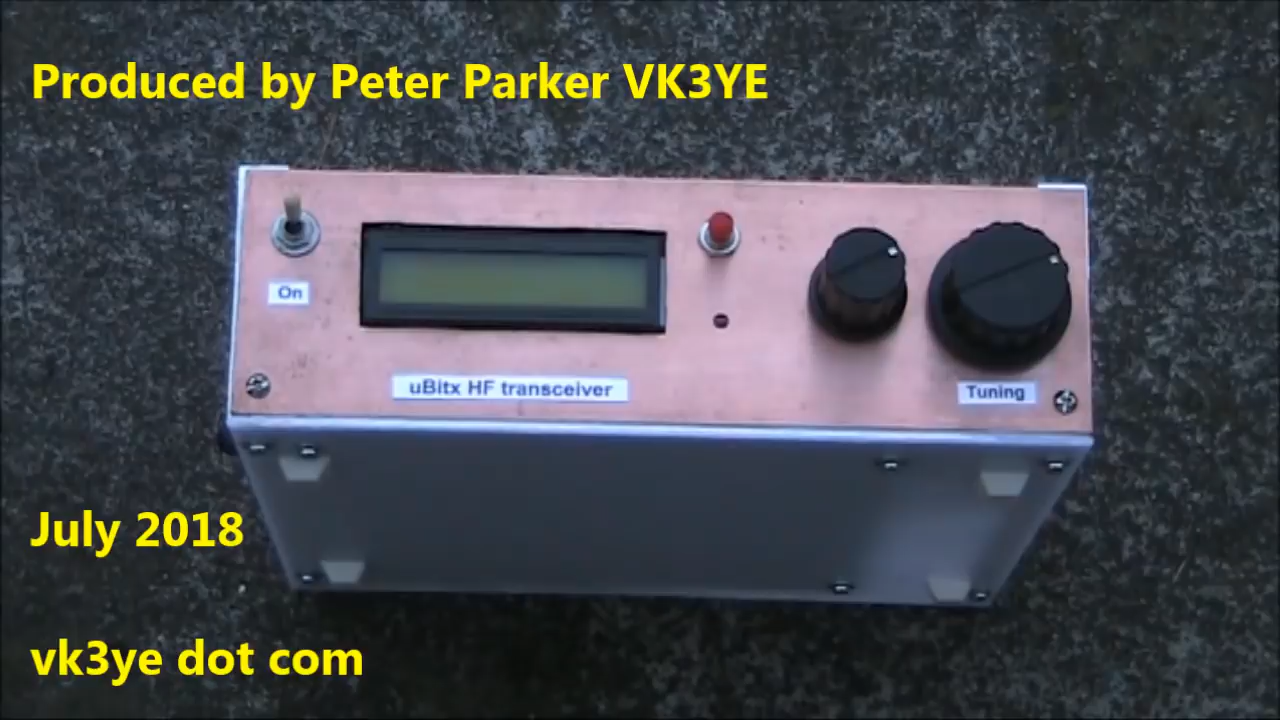 Produced by Peter Parker VK3YE
On
uBitx HF transceiver
Tuning
July 2018
vk3ye dot com